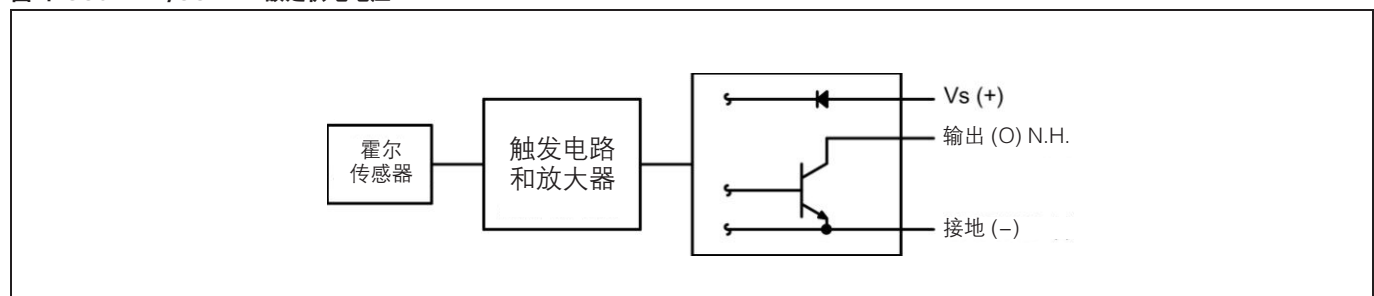 霍尔
传感器
触发电路
和放大器
Vs (+)
输出 (O) N.H.
接地 (−)